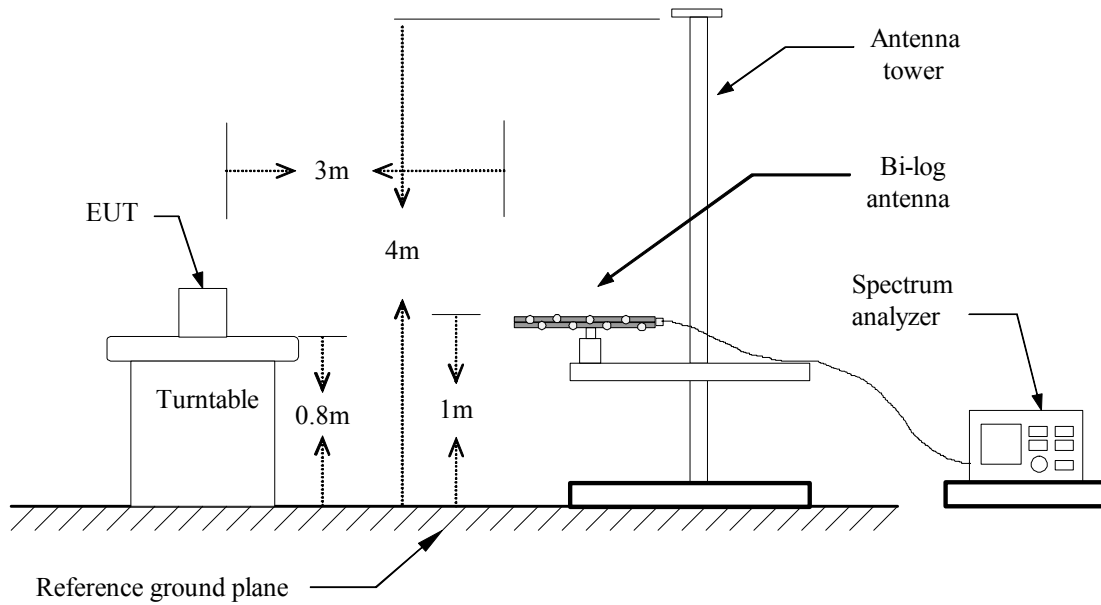 Antenna
tower
3m
Bi-log
antenna
EUT
4m
Spectrum
analyzer
Turntable
0.8m
1m
Reference ground plane